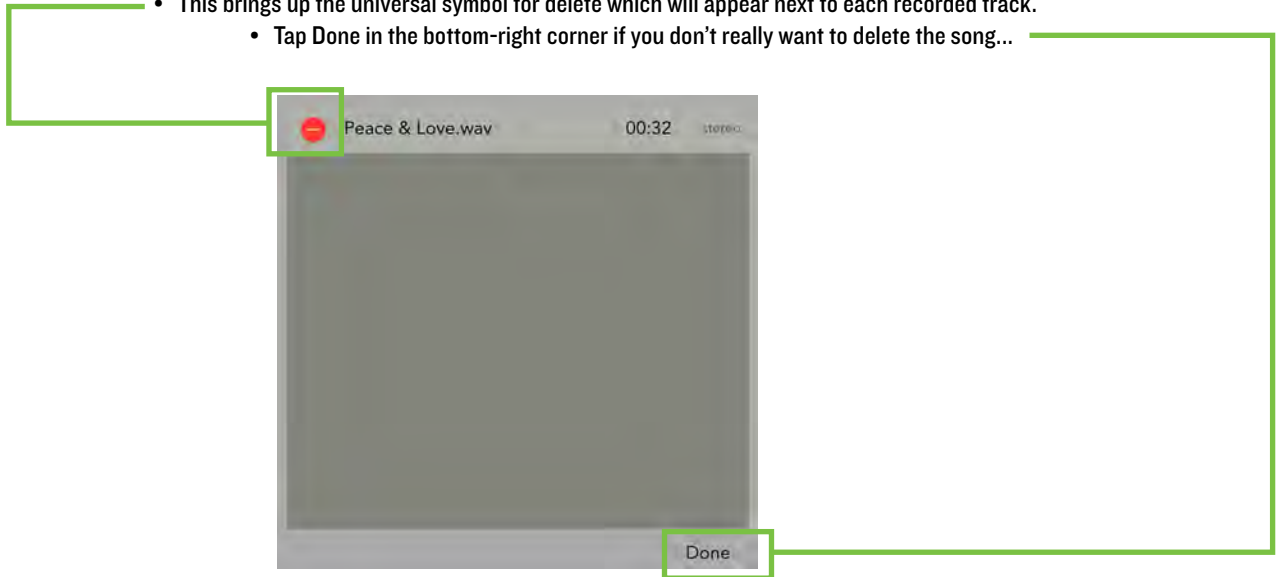 • This brings up the universal symbol for delete which will appear next to each recorded track.
• Tap Done in the bottom-right corner if you don’t really want to delete the song...
Peace & Love.wav 00:32 stereo
Done